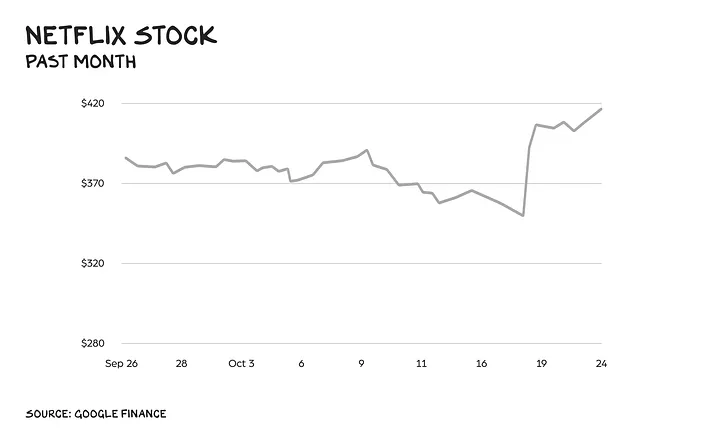 NETFLIX STOCK
PAST MONTH
$420
$370
$320
$280
Sep 26 28 Oct 3 6 9 11 16 19 24
SOURCE: GOOGLE FINANCE